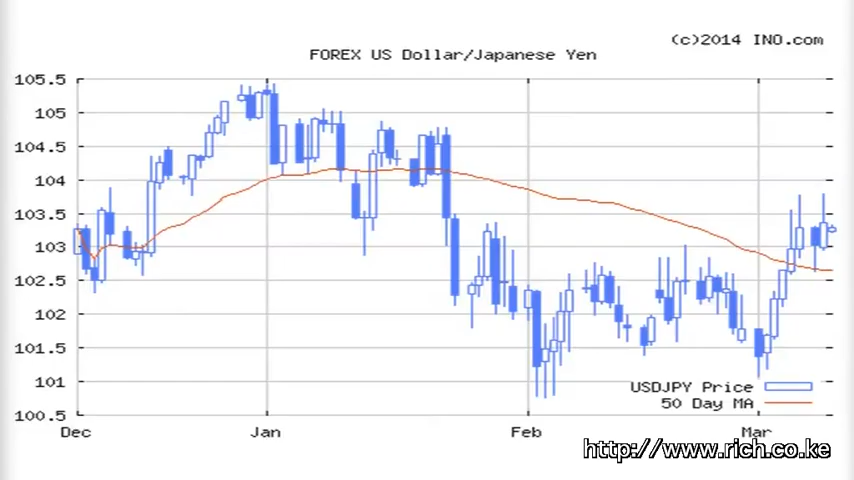 (c)2014 INO.com
FOREX US Dollar/Japanese Yen
105.5
105
104.5
104
103.5
103
102.5
102
101.5
101
100.5
USDJPY Price
50 Day MA
Dec Jan Feb Mar
http://www.rich.co.ke